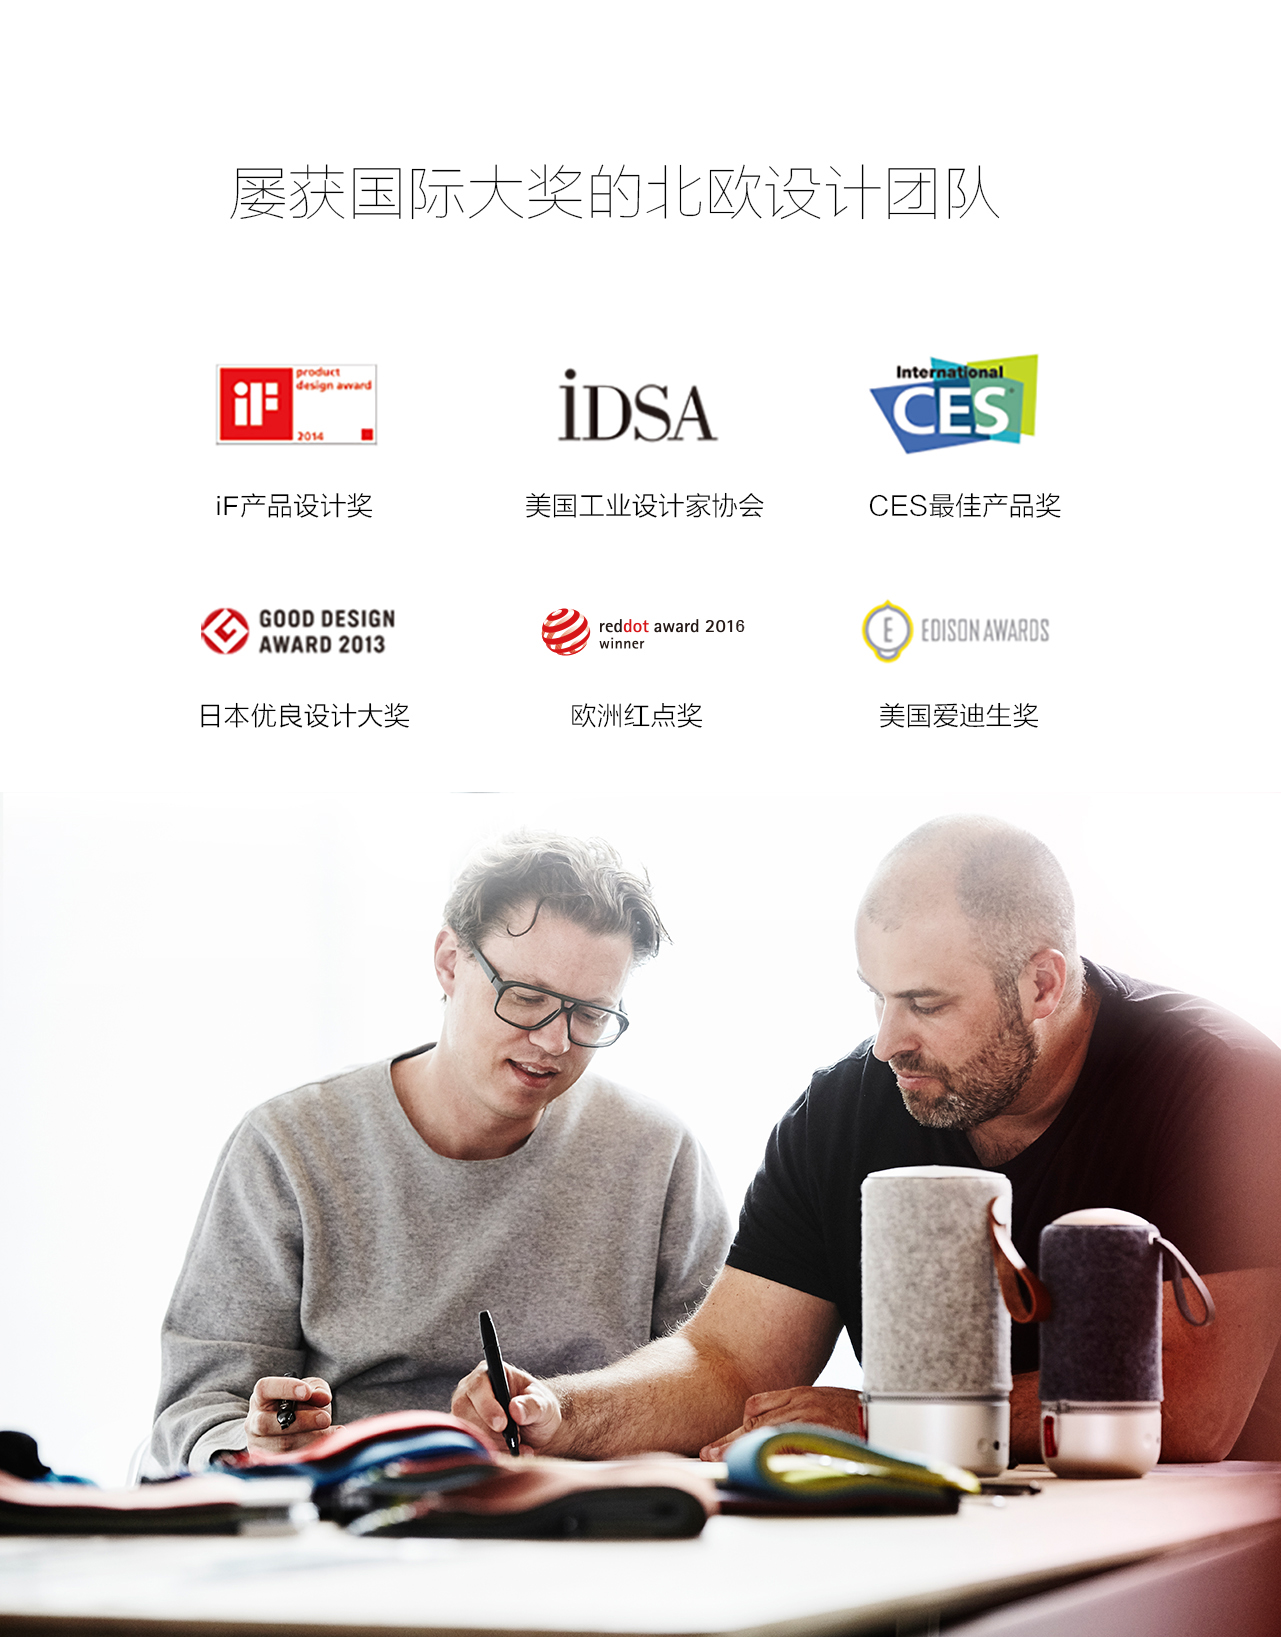 屡获国际大奖的北欧设计团队
iF
product
design award
2014
iDSA
International
CES
iF产品设计奖
美国工业设计家协会
CES最佳产品奖
GOOD DESIGN
AWARD 2013
reddot award 2016
winner
E
EDISON AWARDS
日本优良设计大奖
欧洲红点奖
美国爱迪生奖